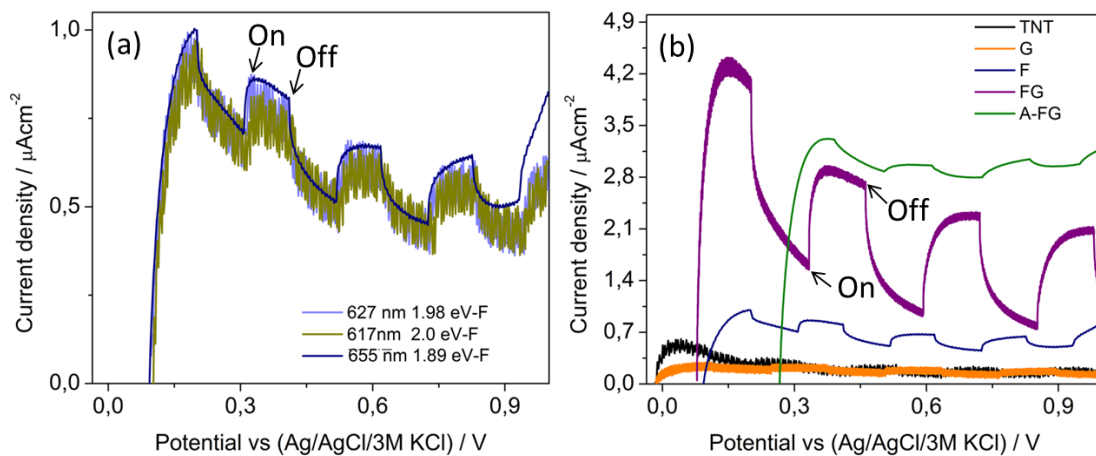 (a)
On
Off
1,0
0,5
0,0
Current density / µAcm-2
627 nm 1.98 eV-F
617nm 2.0 eV-F
655 nm 1.89 eV-F
0,0 0,3 0,6 0,9
Potential vs (Ag/AgCl/3M KCl) / V
(b)
TNT
G
F
FG
A-FG
4,9
4,2
3,5
2,8
2,1
1,4
0,7
0,0
Current density / µAcm-2
Off
On
0,0 0,3 0,6 0,9
Potential vs (Ag/AgCl/3M KCl) / V